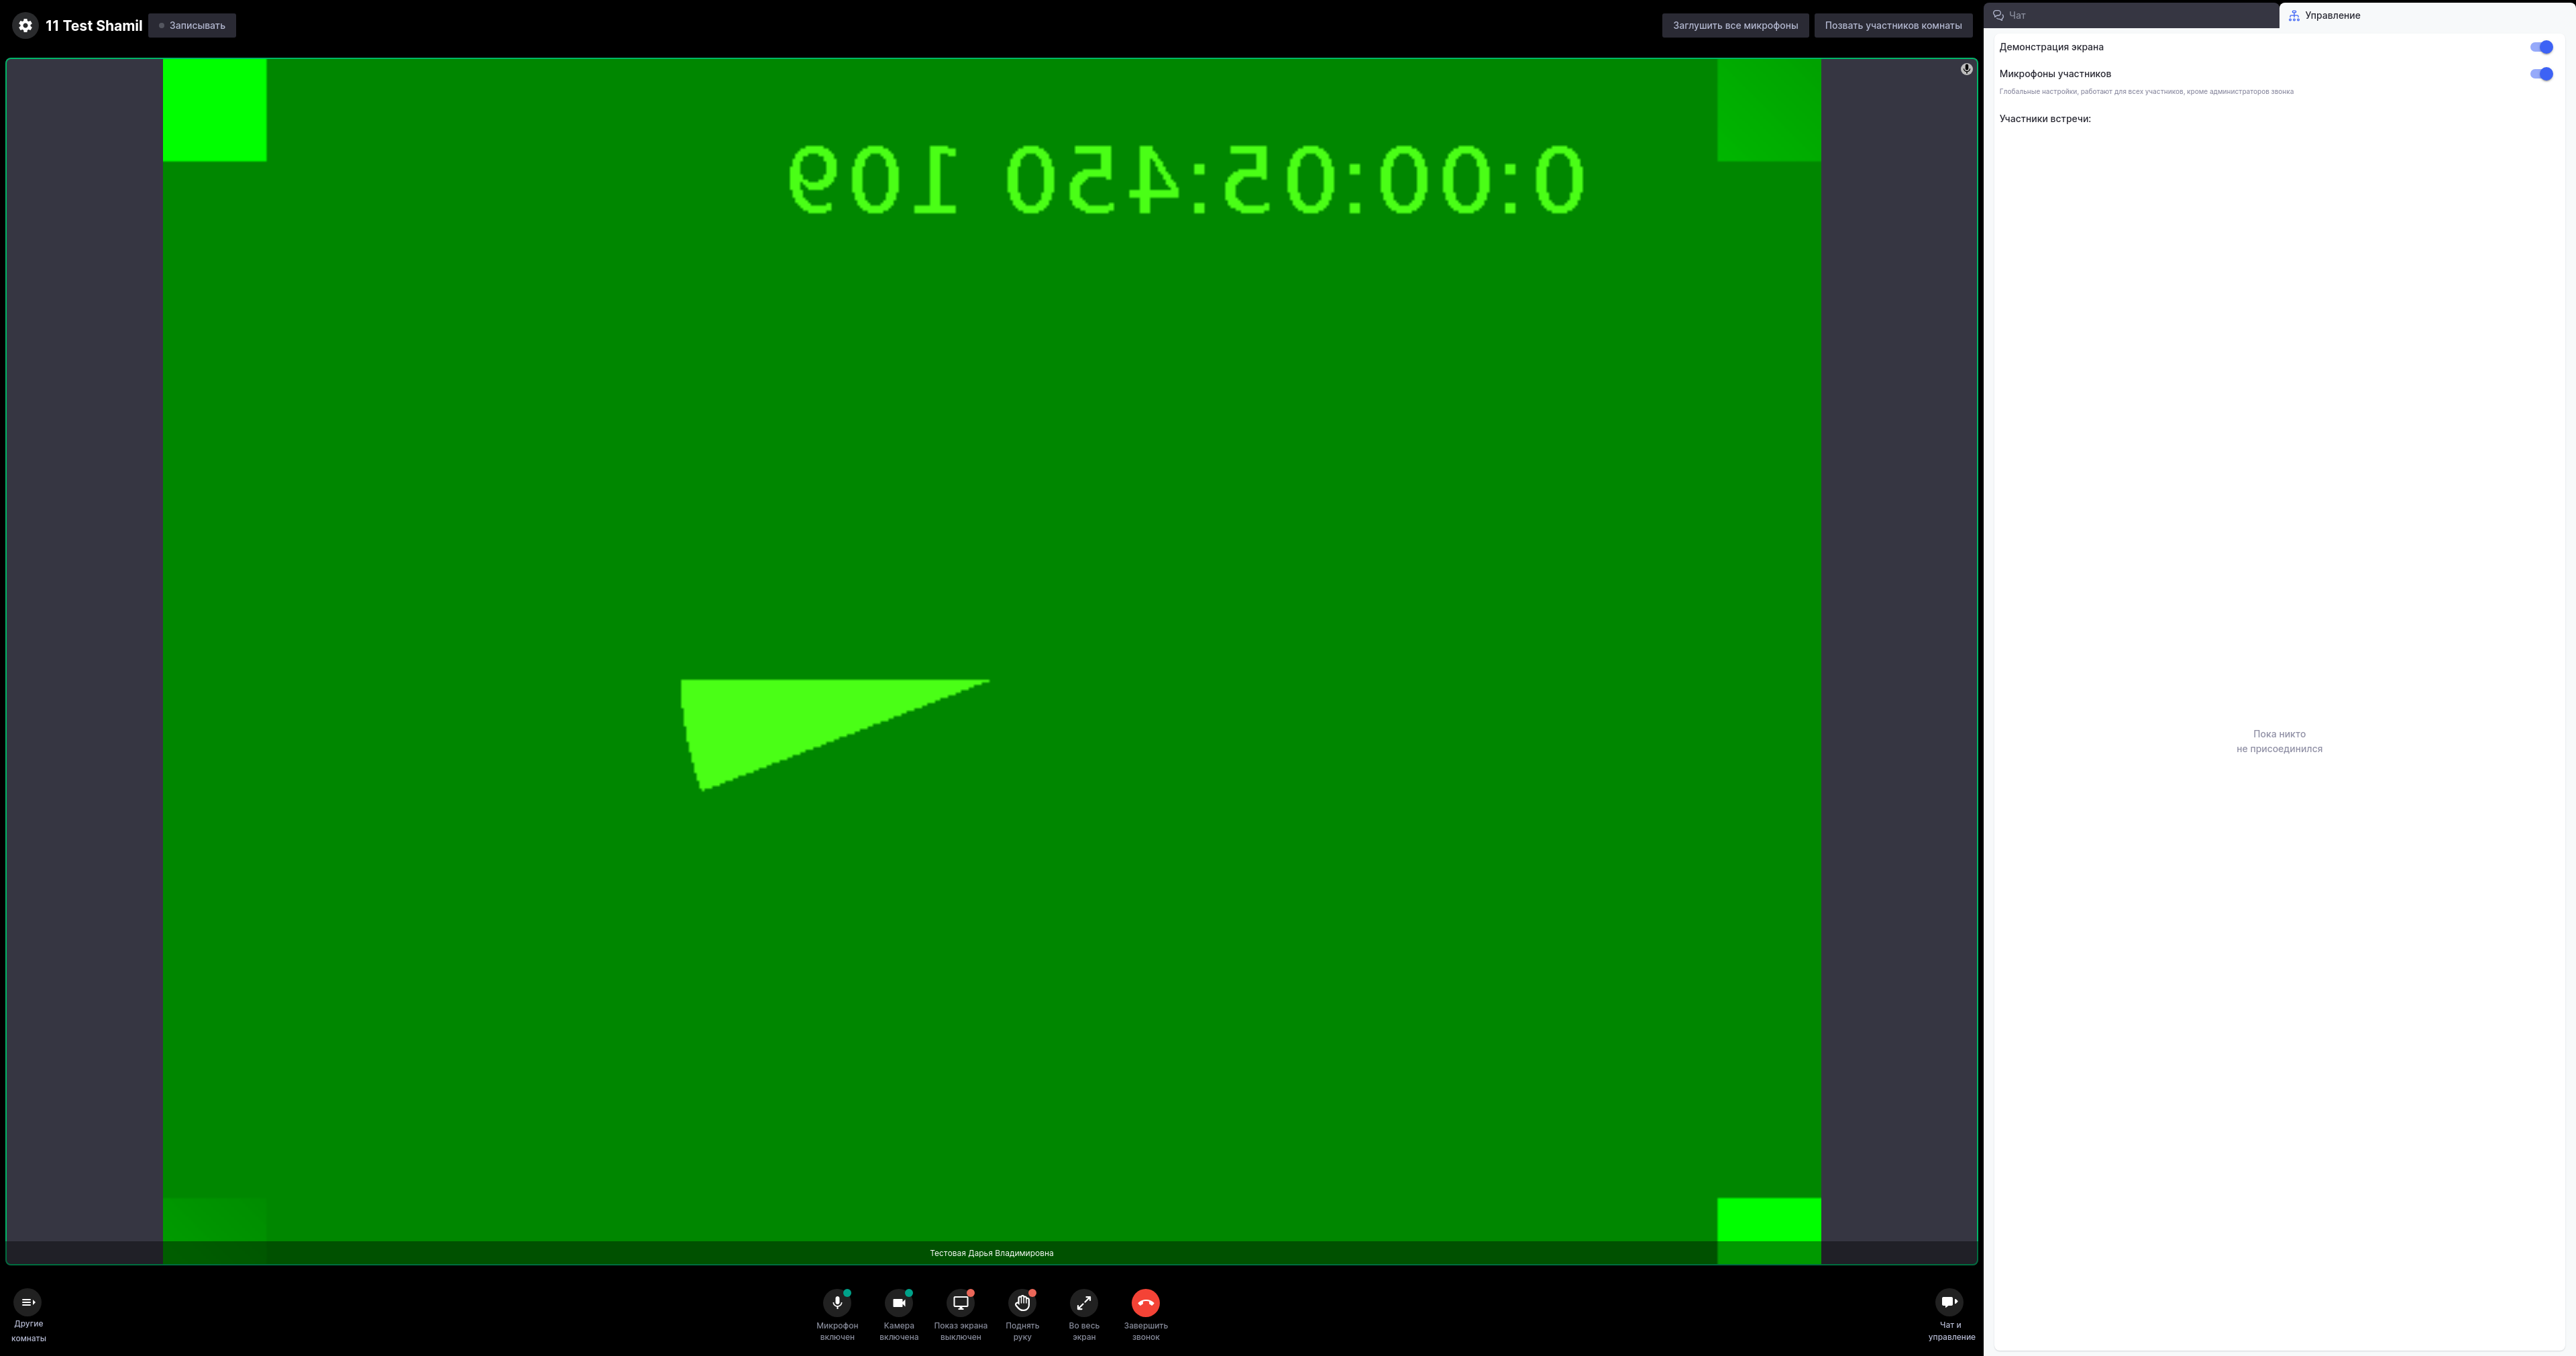 11 Test Shamil
Записывать
Заглушить все микрофоны
Позвать участников комнаты
0:00:05:450 109
Тестовая Дарья Владимировна
Другие
комнаты
Микрофон
включен
Камера
включена
Показ экрана
выключен
Поднять
руку
Во весь
экран
Завершить
звонок
Чат и
управление
Чат
Управление
Демонстрация экрана
Микрофоны участников
Глобальные настройки, работают для всех участников, кроме администраторов звонка
Участники встречи:
Пока никто
не присоединился